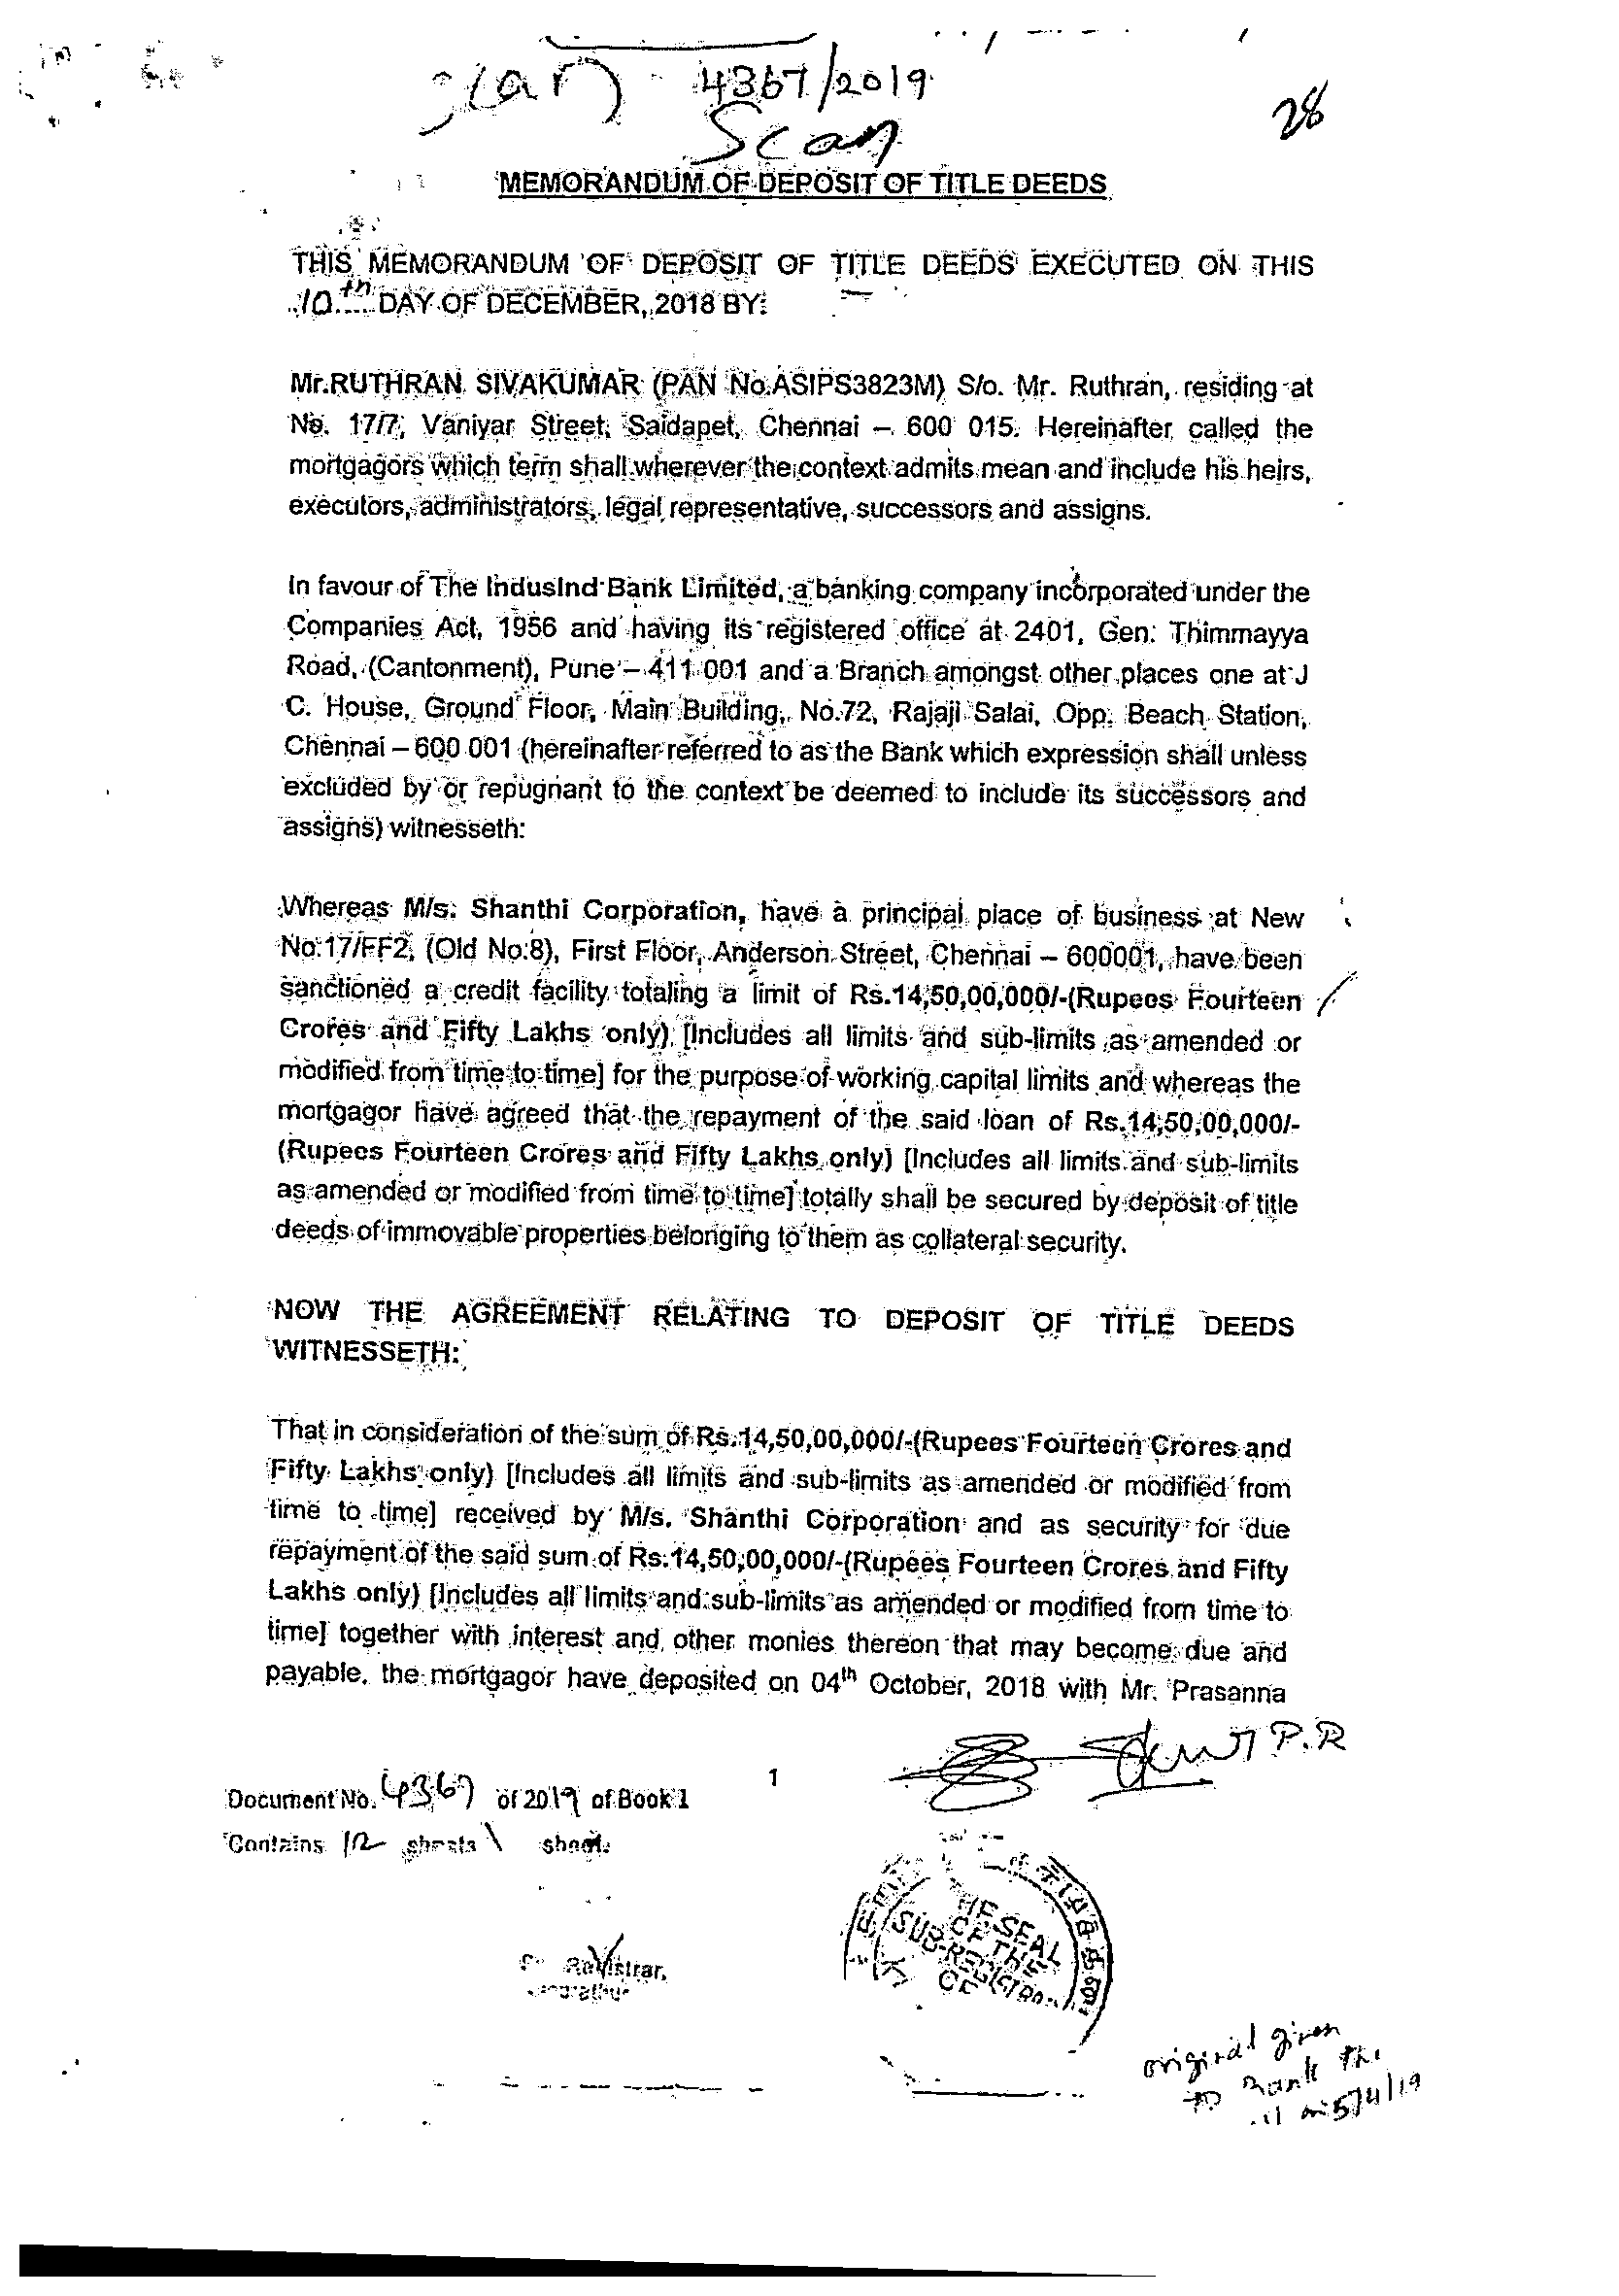 Scan 4367/2019
Scan
28
MEMORANDUM OF DEPOSIT OF TITLE DEEDS
THIS MEMORANDUM OF DEPOSIT OF TITLE DEEDS EXECUTED ON THIS
10th DAY OF DECEMBER, 2018 BY:
Mr.RUTHRAN SIVAKUMAR (PAN No.ASIPS3823M) S/o. Mr. Ruthran, residing at
No. 17/7, Vaniyar Street, Saidapet, Chennai – 600 015. Hereinafter called the
mortgagors which term shall wherever the context admits mean and include his heirs,
executors, administrators, legal representative, successors and assigns.
In favour of The IndusInd Bank Limited, a banking company incorporated under the
Companies Act, 1956 and having its registered office at 2401, Gen. Thimmayya
Road, (Cantonment), Pune – 411 001 and a Branch amongst other places one at J
C. House, Ground Floor, Main Building, No.72, Rajaji Salai, Opp. Beach Station,
Chennai – 600 001 (hereinafter referred to as the Bank which expression shall unless
excluded by or repugnant to the context be deemed to include its successors and
assigns) witnesseth:
Whereas M/s. Shanthi Corporation, have a principal place of business at New
No.17/FF2, (Old No.8), First Floor, Anderson Street, Chennai – 600001, have been
sanctioned a credit facility totaling a limit of Rs.14,50,00,000/-(Rupees Fourteen
Crores and Fifty Lakhs only) [Includes all limits and sub-limits as amended or
modified from time to time] for the purpose of working capital limits and whereas the
mortgagor have agreed that the repayment of the said loan of Rs.14,50,00,000/-
(Rupees Fourteen Crores and Fifty Lakhs only) [Includes all limits and sub-limits
as amended or modified from time to time] totally shall be secured by deposit of title
deeds of immovable properties belonging to them as collateral security.
NOW THE AGREEMENT RELATING TO DEPOSIT OF TITLE DEEDS
WITNESSETH:
That in consideration of the sum of Rs.14,50,00,000/-(Rupees Fourteen Crores and
Fifty Lakhs only) [Includes all limits and sub-limits as amended or modified from
time to time] received by M/s. Shanthi Corporation and as security for due
repayment of the said sum of Rs.14,50,00,000/-(Rupees Fourteen Crores and Fifty
Lakhs only) [Includes all limits and sub-limits as amended or modified from time to
time] together with interest and other monies thereon that may become due and
payable, the mortgagor have deposited on 04th October, 2018 with Mr. Prasanna
P.R
1
Document No. 4367 of 2019 of Book 1
Contains 12 sheets \ sheet.
Registrar,
THE SEAL
OF THE
SUB-REGISTRAR
OF
original given
to Bank
5/4/19